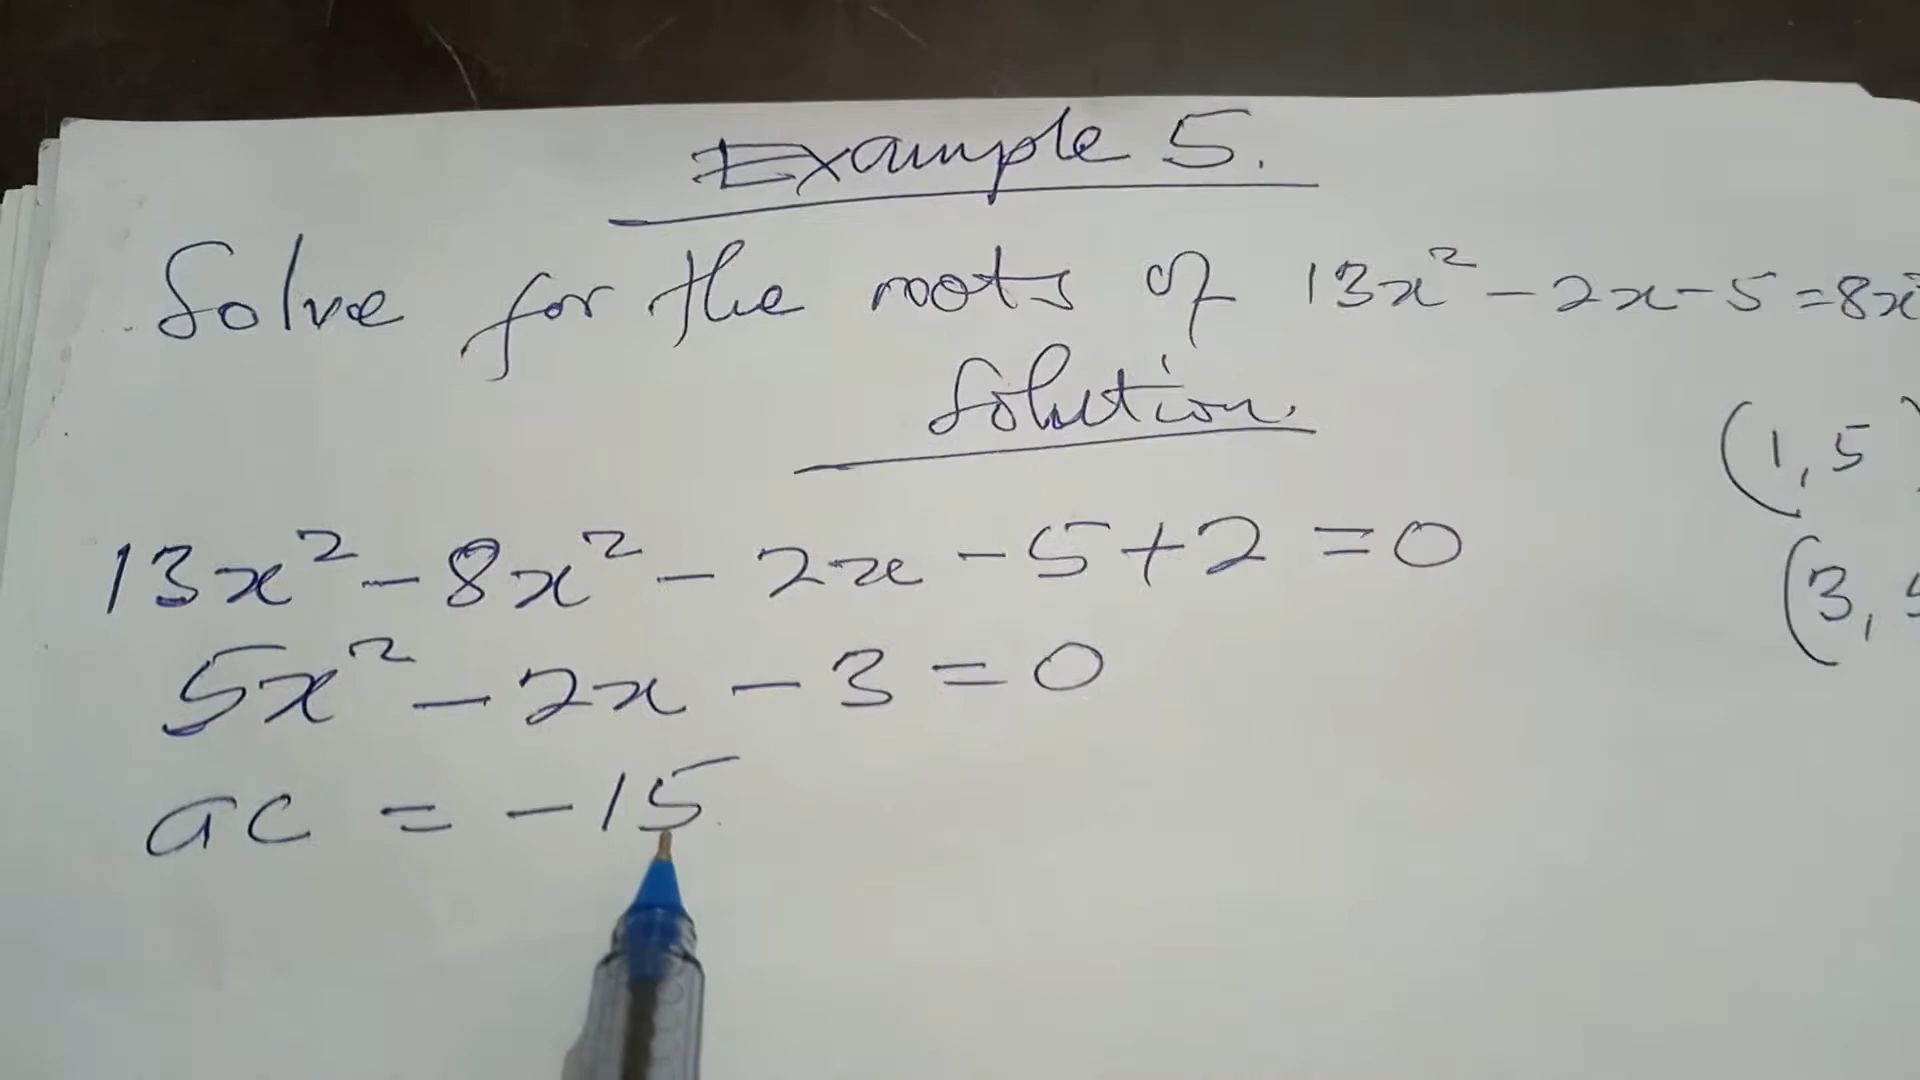 Example 5.
Solve for the roots of 13x² - 2x - 5 = 8x²
Solution.
(1, 5
13x² - 8x² - 2x - 5 + 2 = 0
(3,
5x² - 2x - 3 = 0
ac = -15